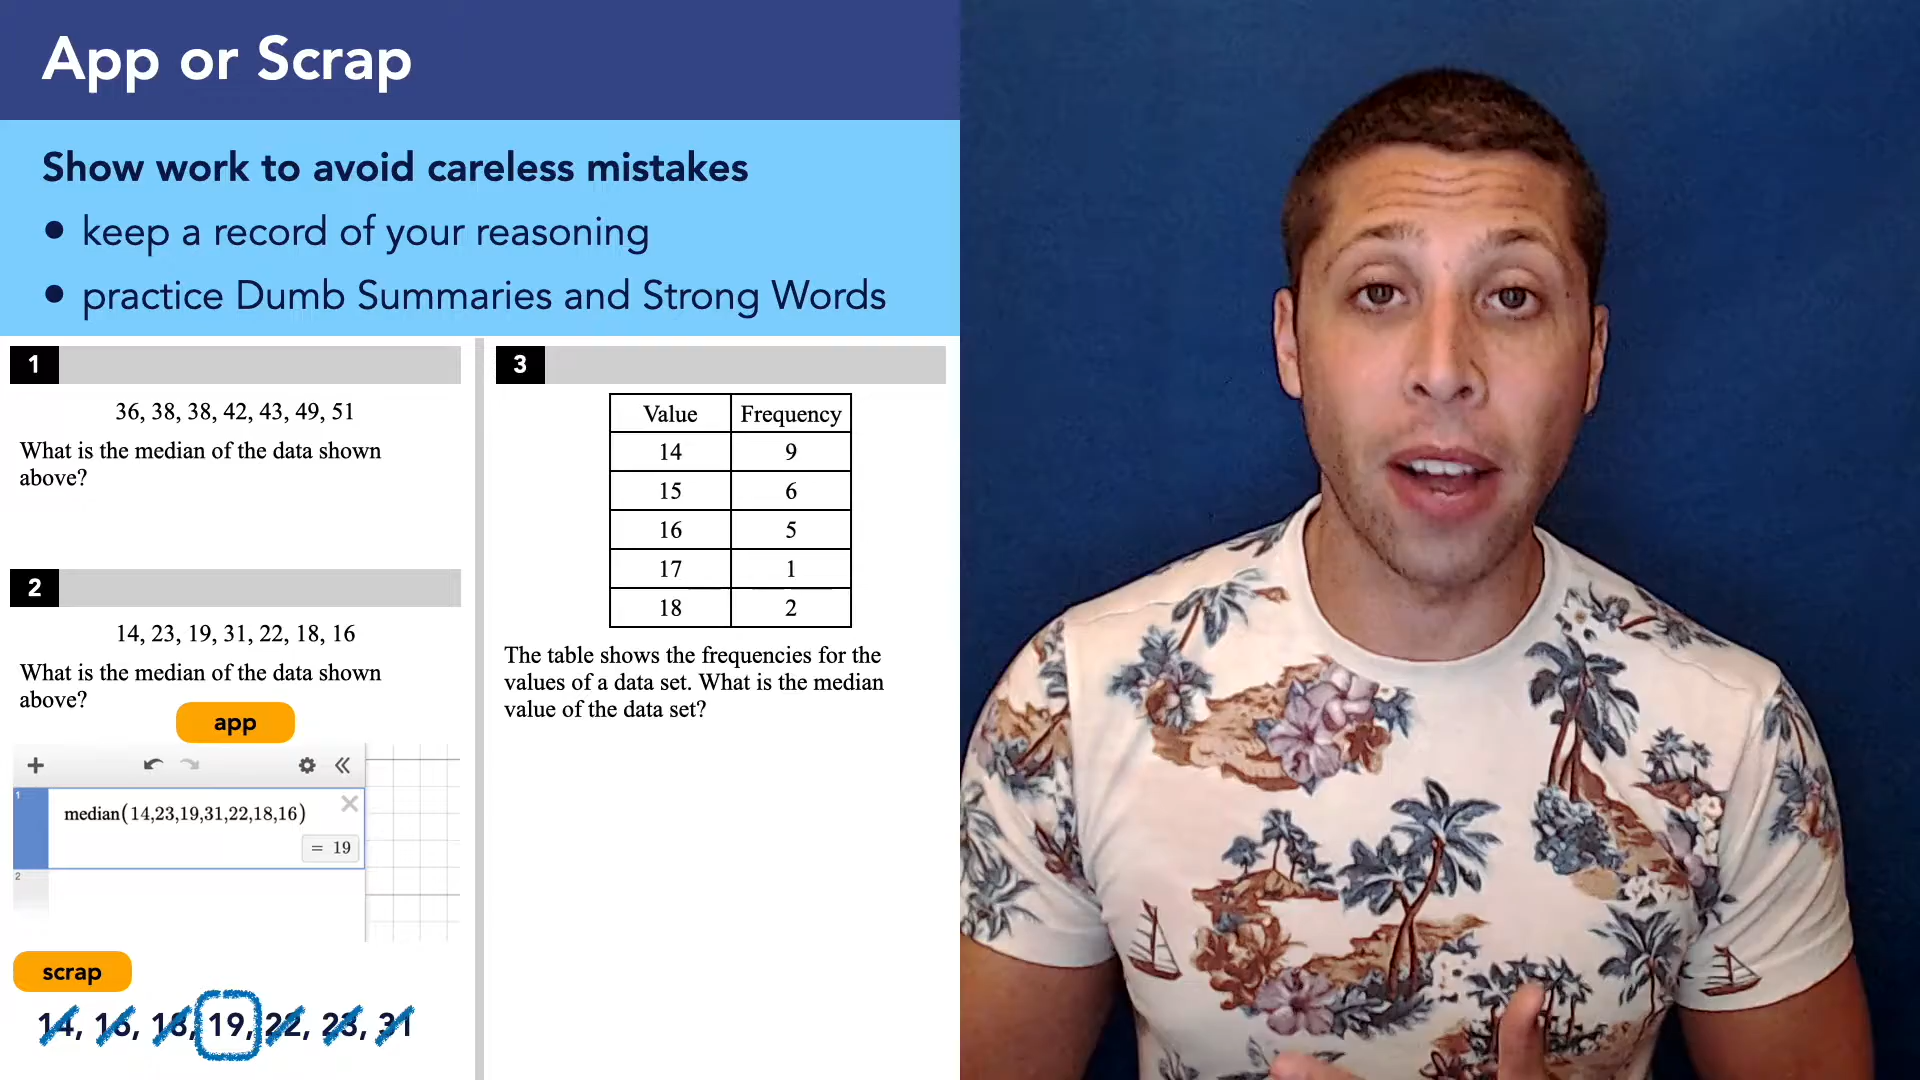 App or Scrap
Show work to avoid careless mistakes
• keep a record of your reasoning
• practice Dumb Summaries and Strong Words
1
36, 38, 38, 42, 43, 49, 51
What is the median of the data shown
above?
2
14, 23, 19, 31, 22, 18, 16
What is the median of the data shown
above?
app
1
median(14,23,19,31,22,18,16)
= 19
2
scrap
14, 16, 18, 19, 22, 23, 31
3
Value Frequency
14 9
15 6
16 5
17 1
18 2
The table shows the frequencies for the
values of a data set. What is the median
value of the data set?